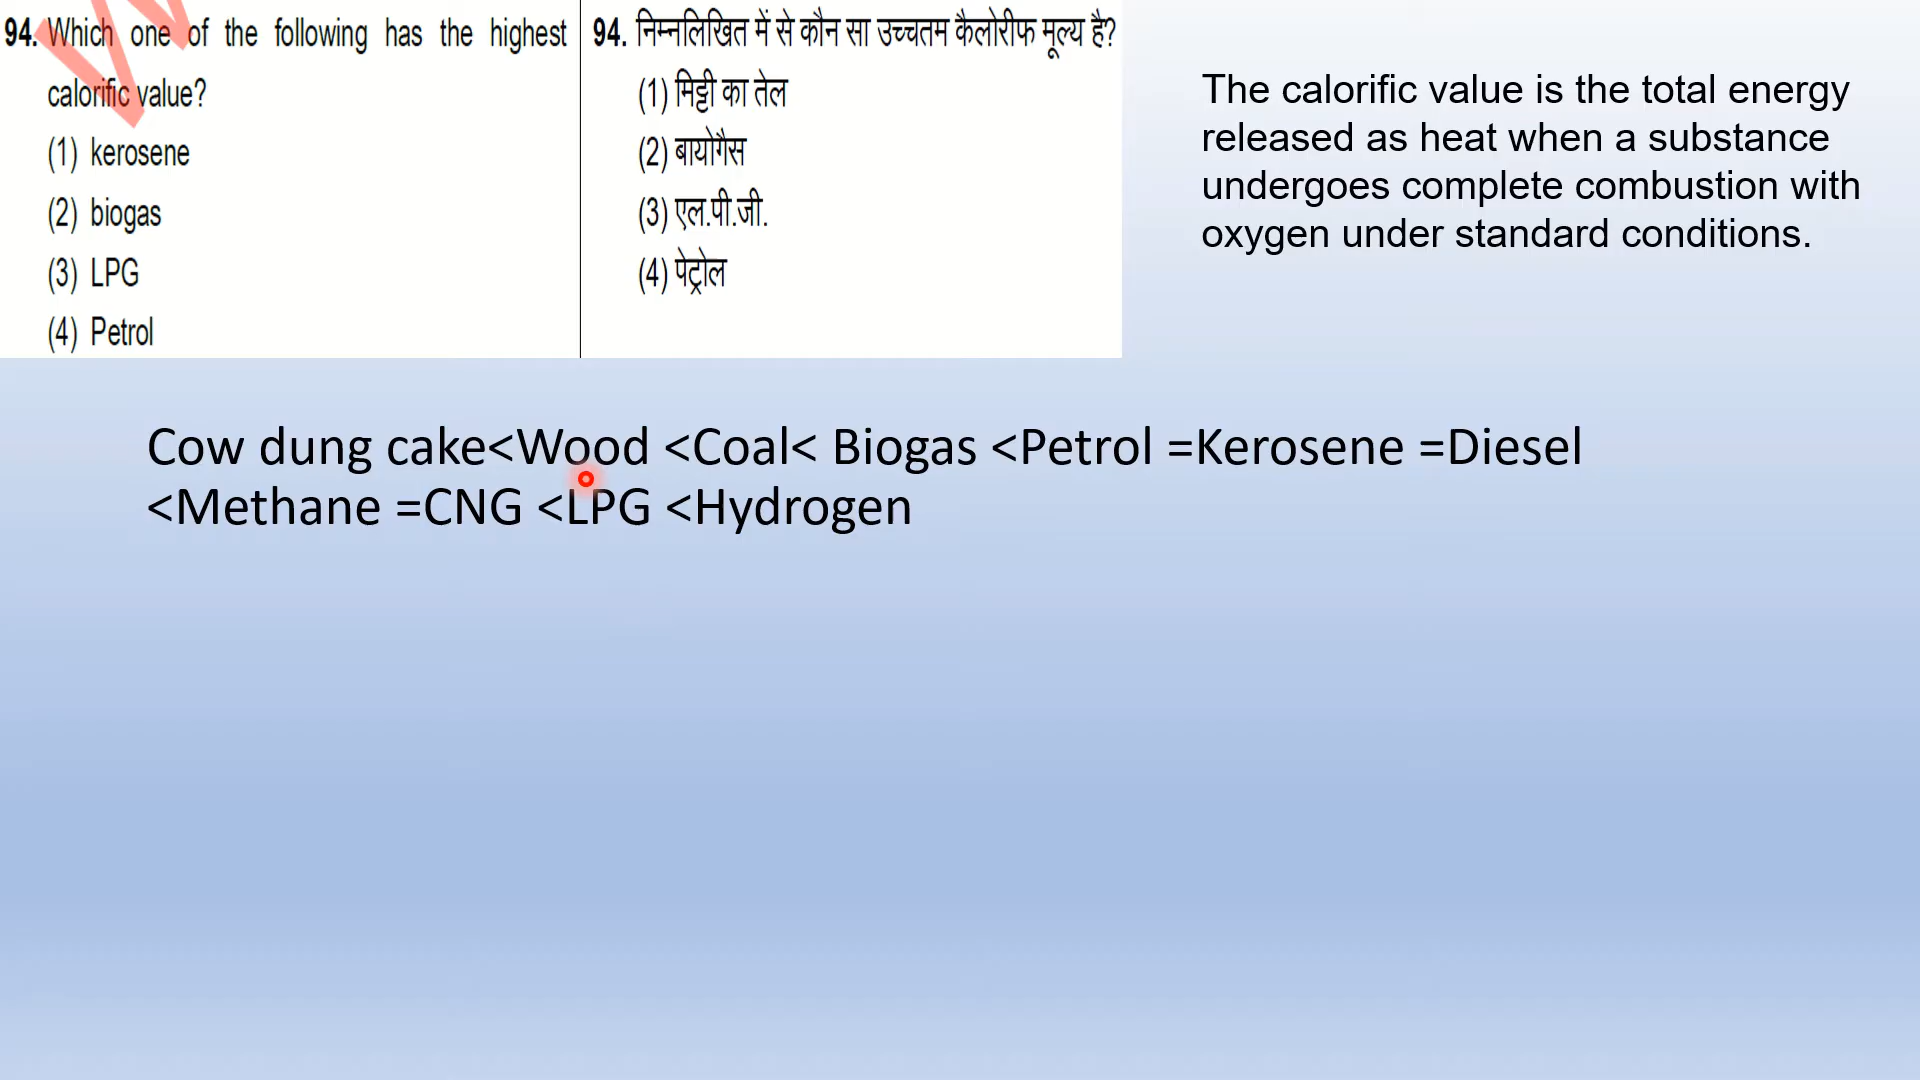 94. Which one of the following has the highest
calorific value?
(1) kerosene
(2) biogas
(3) LPG
(4) Petrol
94. निम्नलिखित में से कौन सा उच्चतम कैलोरीफ मूल्य है?
(1) मिट्टी का तेल
(2) बायोगैस
(3) एल.पी.जी.
(4) पेट्रोल
The calorific value is the total energy
released as heat when a substance
undergoes complete combustion with
oxygen under standard conditions.
Cow dung cake<Wood <Coal< Biogas <Petrol =Kerosene =Diesel
<Methane =CNG <LPG <Hydrogen